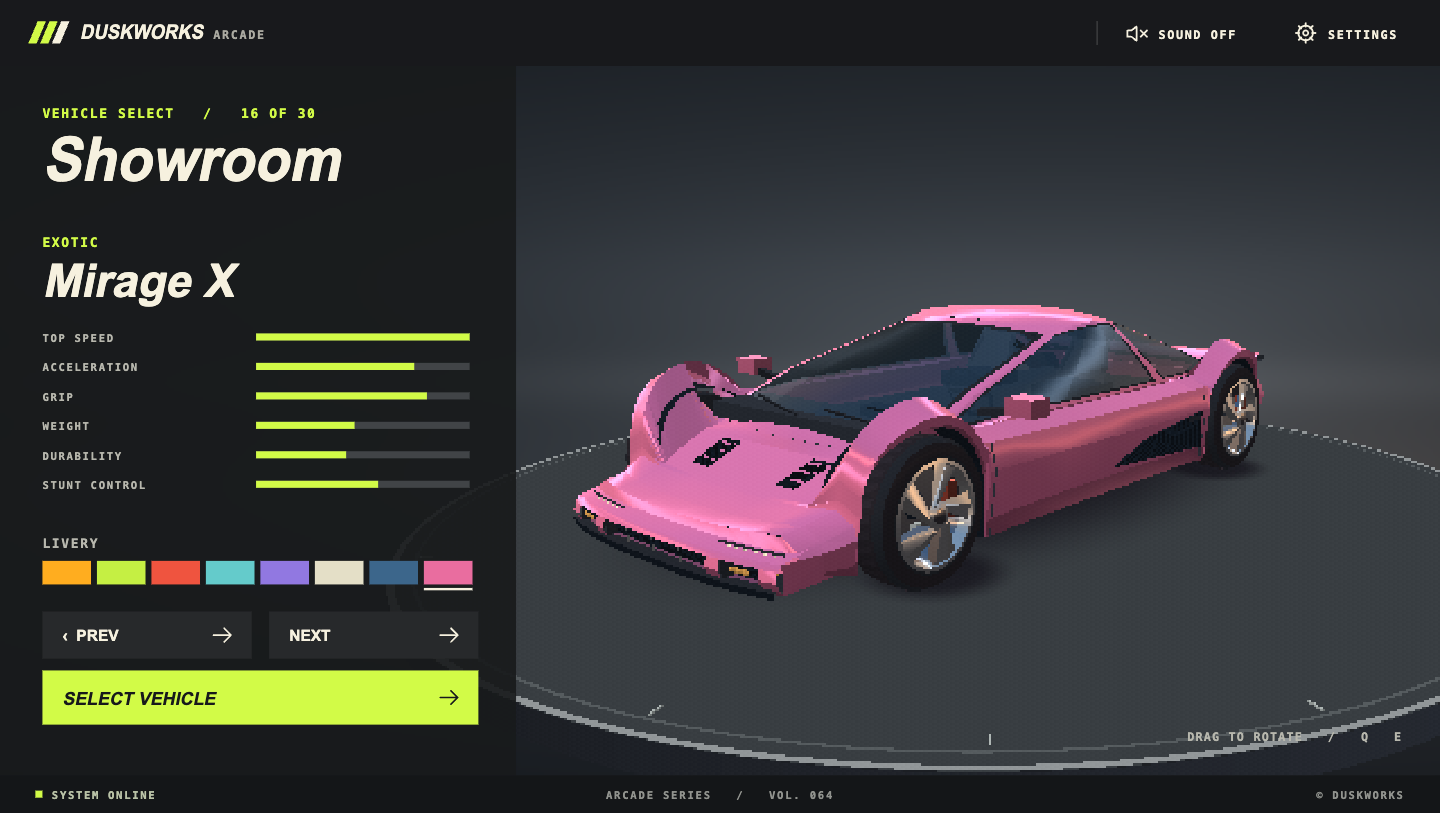 DUSKWORKS ARCADE
SOUND OFF
SETTINGS
VEHICLE SELECT / 16 OF 30
Showroom
EXOTIC
Mirage X
TOP SPEED
ACCELERATION
GRIP
WEIGHT
DURABILITY
STUNT CONTROL
LIVERY
‹ PREV →
NEXT →
SELECT VEHICLE →
DRAG TO ROTATE / Q E
SYSTEM ONLINE
ARCADE SERIES / VOL. 064
© DUSKWORKS